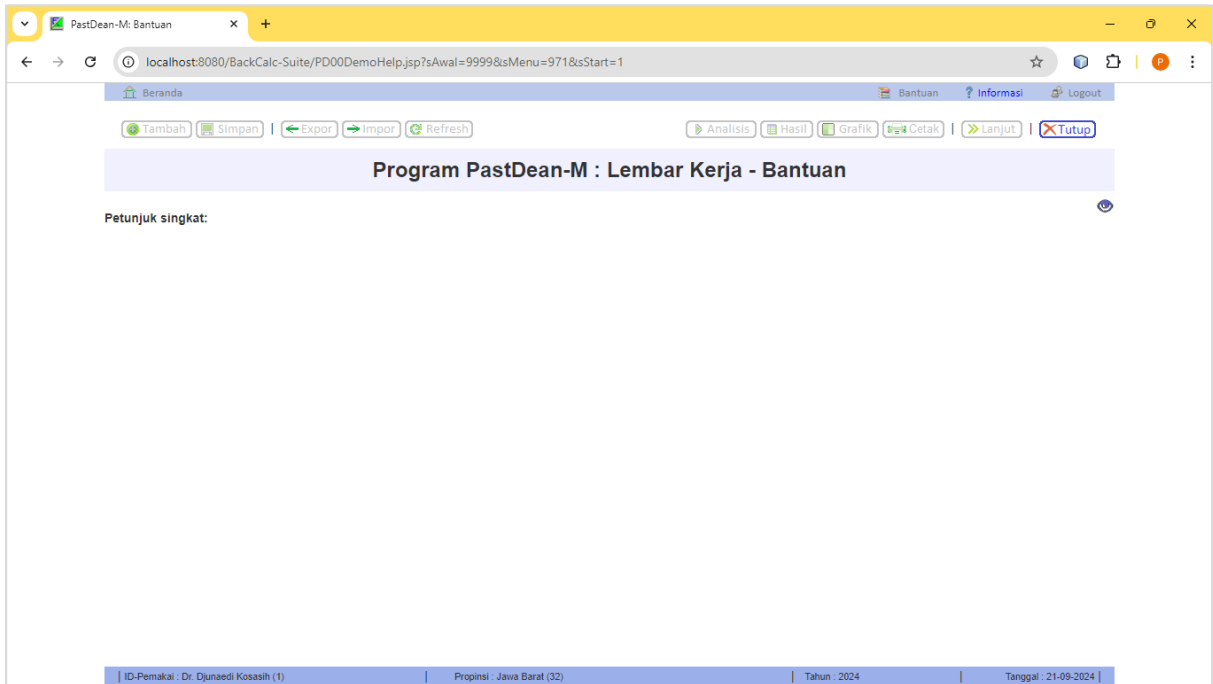 PastDean-M: Bantuan
localhost:8080/BackCalc-Suite/PD00DemoHelp.jsp?sAwal=9999&sMenu=971&sStart=1
P
Beranda Bantuan ? Informasi Logout
Tambah Simpan | Expor Impor Refresh Analisis Hasil Grafik Cetak | Lanjut | Tutup
Program PastDean-M : Lembar Kerja - Bantuan
Petunjuk singkat:
| ID-Pemakai : Dr. Djunaedi Kosasih (1) | Propinsi : Jawa Barat (32) | Tahun : 2024 | Tanggal : 21-09-2024 |